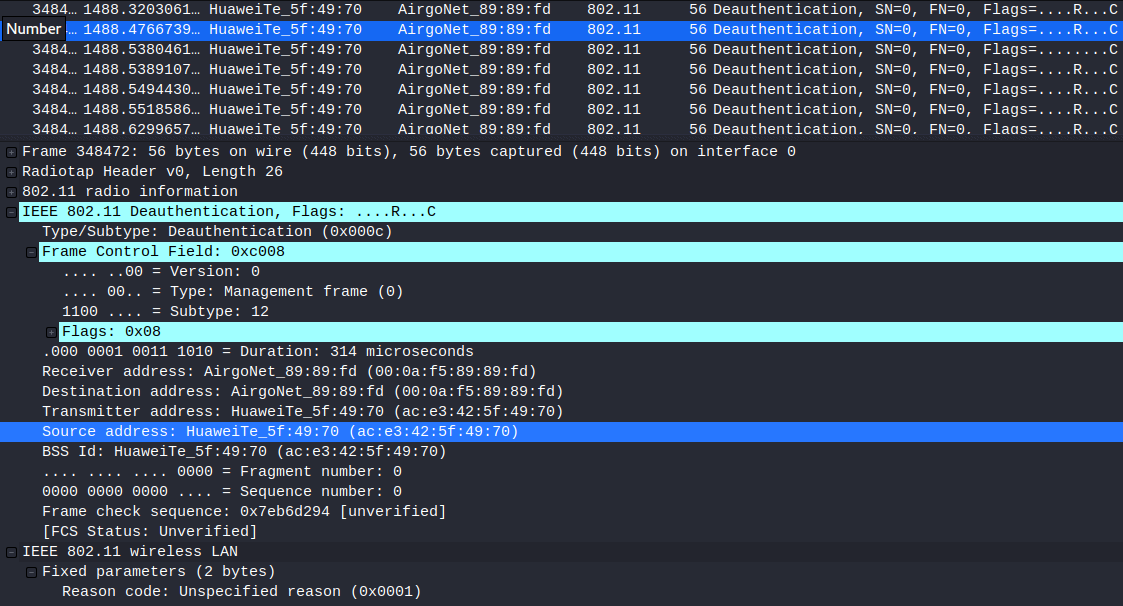 3484… 1488.3203061… HuaweiTe_5f:49:70 AirgoNet_89:89:fd 802.11 56 Deauthentication, SN=0, FN=0, Flags=....R...C
Number … 1488.4766739… HuaweiTe_5f:49:70 AirgoNet_89:89:fd 802.11 56 Deauthentication, SN=0, FN=0, Flags=....R...C
3484… 1488.5380461… HuaweiTe_5f:49:70 AirgoNet_89:89:fd 802.11 56 Deauthentication, SN=0, FN=0, Flags=........C
3484… 1488.5389107… HuaweiTe_5f:49:70 AirgoNet_89:89:fd 802.11 56 Deauthentication, SN=0, FN=0, Flags=....R...C
3484… 1488.5494430… HuaweiTe_5f:49:70 AirgoNet_89:89:fd 802.11 56 Deauthentication, SN=0, FN=0, Flags=....R...C
3484… 1488.5518586… HuaweiTe_5f:49:70 AirgoNet_89:89:fd 802.11 56 Deauthentication, SN=0, FN=0, Flags=....R...C
3484… 1488.6299657… HuaweiTe_5f:49:70 AirgoNet_89:89:fd 802.11 56 Deauthentication, SN=0, FN=0, Flags=....R...C
Frame 348472: 56 bytes on wire (448 bits), 56 bytes captured (448 bits) on interface 0
Radiotap Header v0, Length 26
802.11 radio information
IEEE 802.11 Deauthentication, Flags: ....R...C
Type/Subtype: Deauthentication (0x000c)
Frame Control Field: 0xc008
.... ..00 = Version: 0
.... 00.. = Type: Management frame (0)
1100 .... = Subtype: 12
Flags: 0x08
.000 0001 0011 1010 = Duration: 314 microseconds
Receiver address: AirgoNet_89:89:fd (00:0a:f5:89:89:fd)
Destination address: AirgoNet_89:89:fd (00:0a:f5:89:89:fd)
Transmitter address: HuaweiTe_5f:49:70 (ac:e3:42:5f:49:70)
Source address: HuaweiTe_5f:49:70 (ac:e3:42:5f:49:70)
BSS Id: HuaweiTe_5f:49:70 (ac:e3:42:5f:49:70)
.... .... .... 0000 = Fragment number: 0
0000 0000 0000 .... = Sequence number: 0
Frame check sequence: 0x7eb6d294 [unverified]
[FCS Status: Unverified]
IEEE 802.11 wireless LAN
Fixed parameters (2 bytes)
Reason code: Unspecified reason (0x0001)